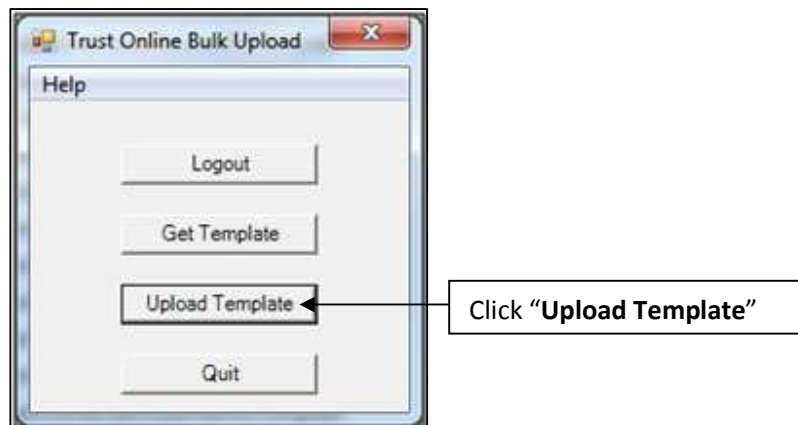 Trust Online Bulk Upload
Help
Logout
Get Template
Upload Template
Click “Upload Template”
Quit